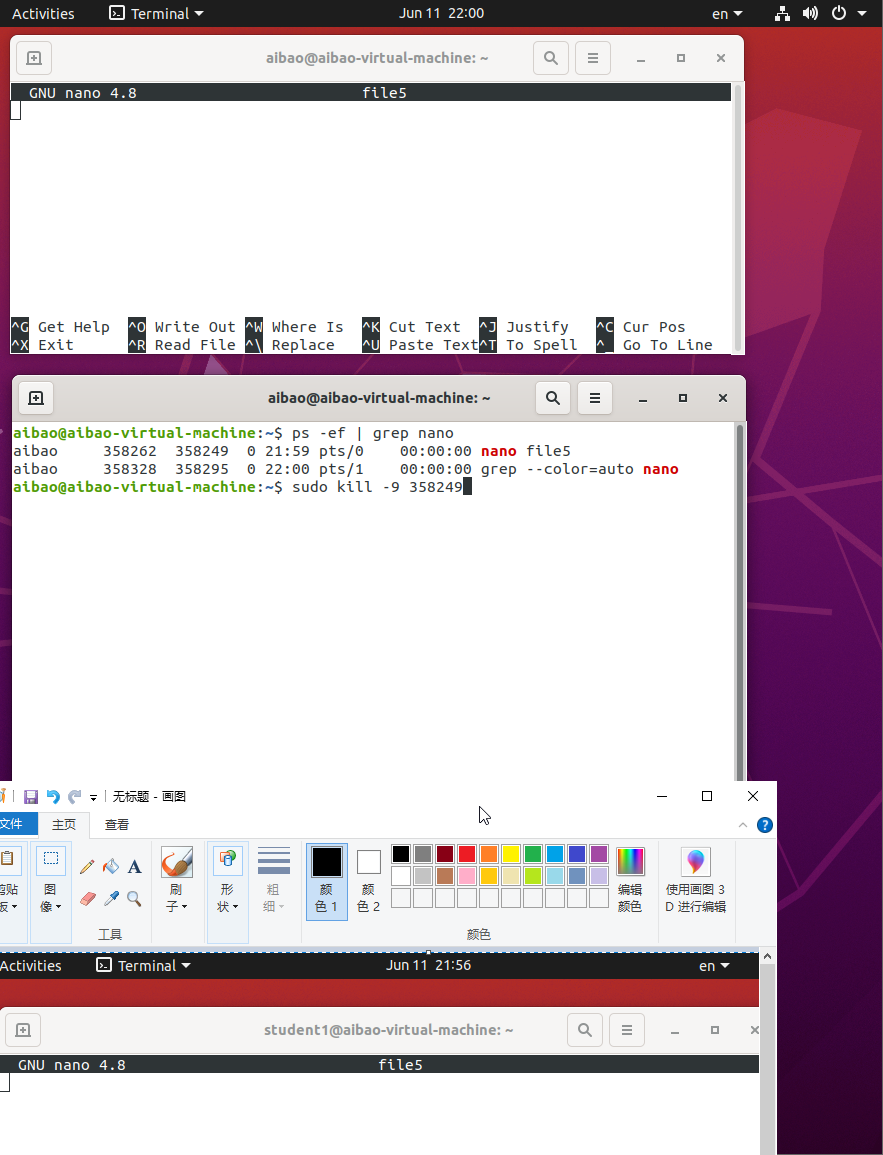 Activities Terminal Jun 11 22:00 en
aibao@aibao-virtual-machine: ~
GNU nano 4.8 file5
^G Get Help ^O Write Out ^W Where Is ^K Cut Text ^J Justify ^C Cur Pos
^X Exit ^R Read File ^\ Replace ^U Paste Text ^T To Spell ^_ Go To Line
aibao@aibao-virtual-machine: ~
aibao@aibao-virtual-machine:~$ ps -ef | grep nano
aibao 358262 358249 0 21:59 pts/0 00:00:00 nano file5
aibao 358328 358295 0 22:00 pts/1 00:00:00 grep --color=auto nano
aibao@aibao-virtual-machine:~$ sudo kill -9 358249
无标题 - 画图
文件 主页 查看
剪贴板
图像
A
工具
刷子
形状
粗细
颜色 1
颜色 2
颜色
编辑颜色
使用画图 3D 进行编辑
?
Activities Terminal Jun 11 21:56 en
student1@aibao-virtual-machine: ~
GNU nano 4.8 file5